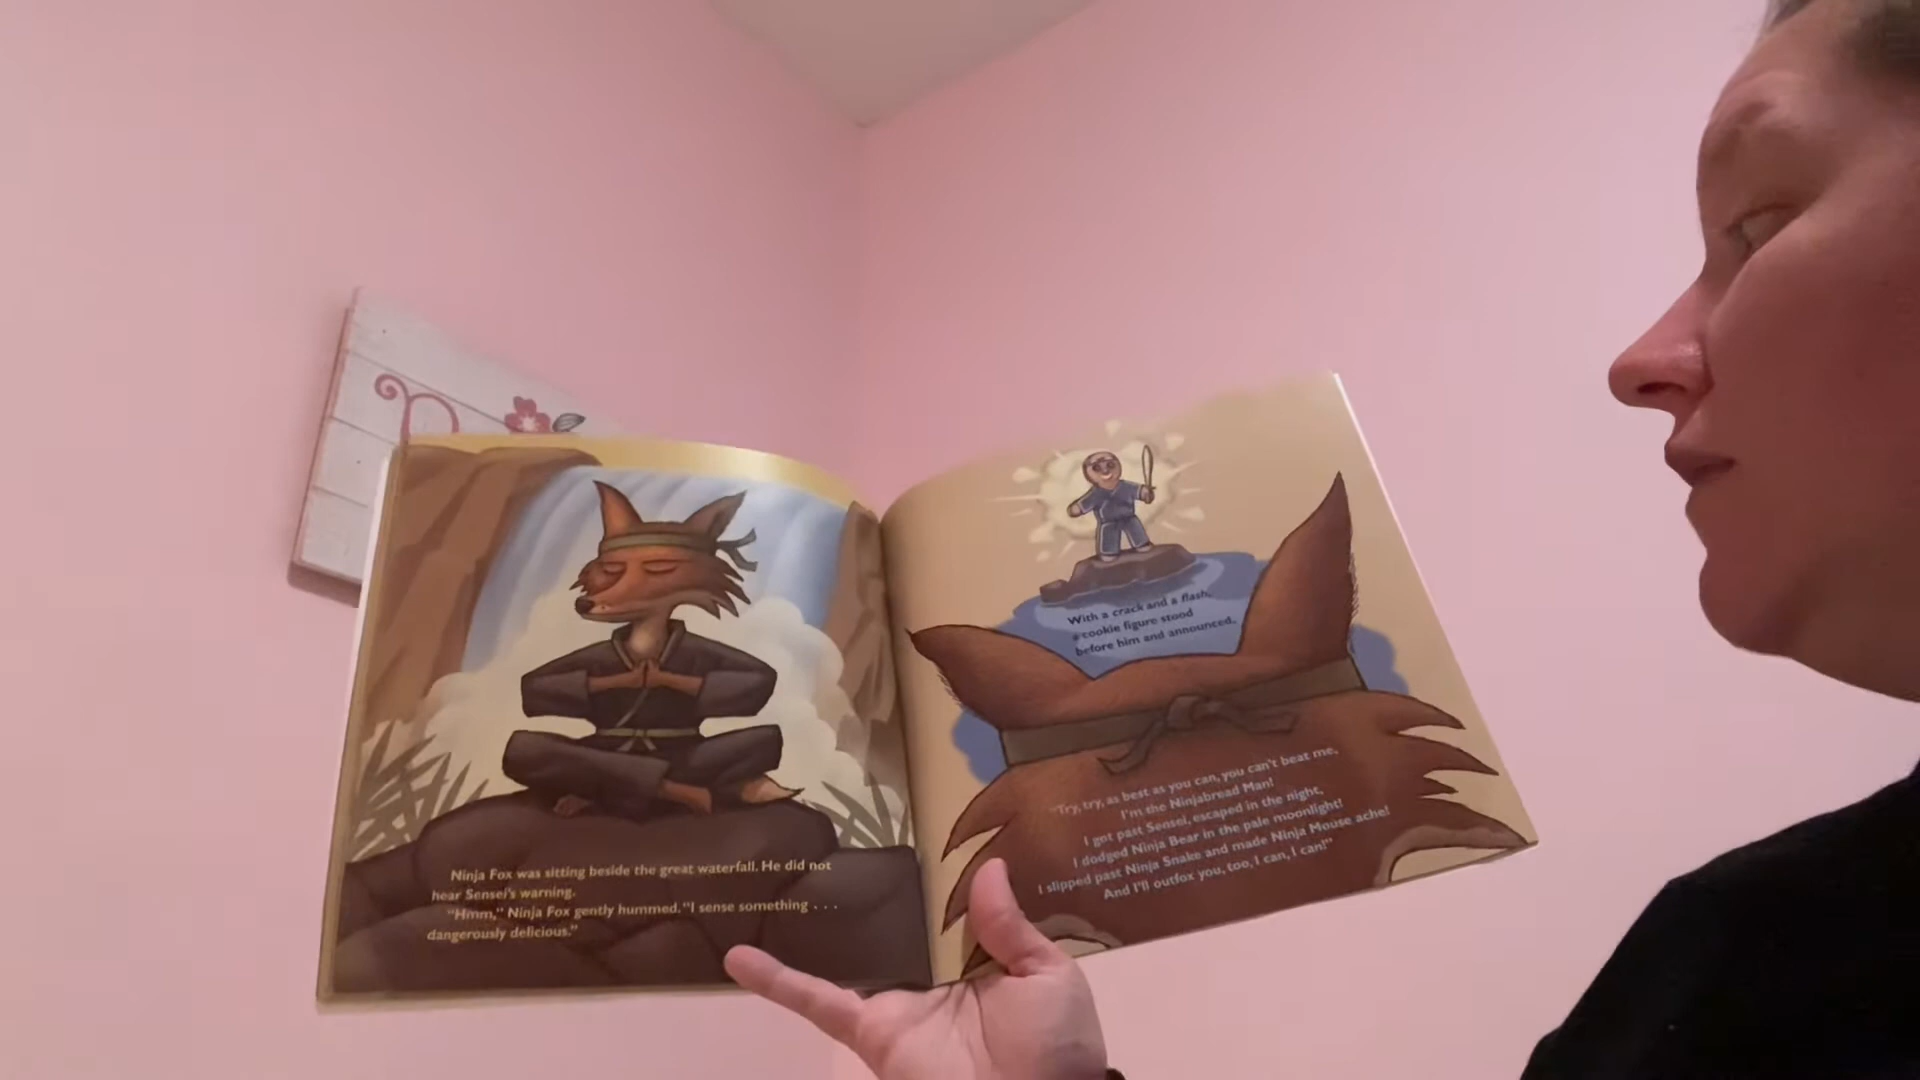 Ninja Fox was sitting beside the great waterfall. He did not
hear Sensei's warning.
"Hmm," Ninja Fox gently hummed. "I sense something . . .
dangerously delicious."
With a crack and a flash,
a cookie figure stood
before him and announced,
"Try, try, as best as you can, you can't beat me,
I'm the Ninjabread Man!
I got past Sensei, escaped in the night,
I dodged Ninja Bear in the pale moonlight!
I slipped past Ninja Snake and made Ninja Mouse ache!
And I'll outfox you, too, I can, I can!"